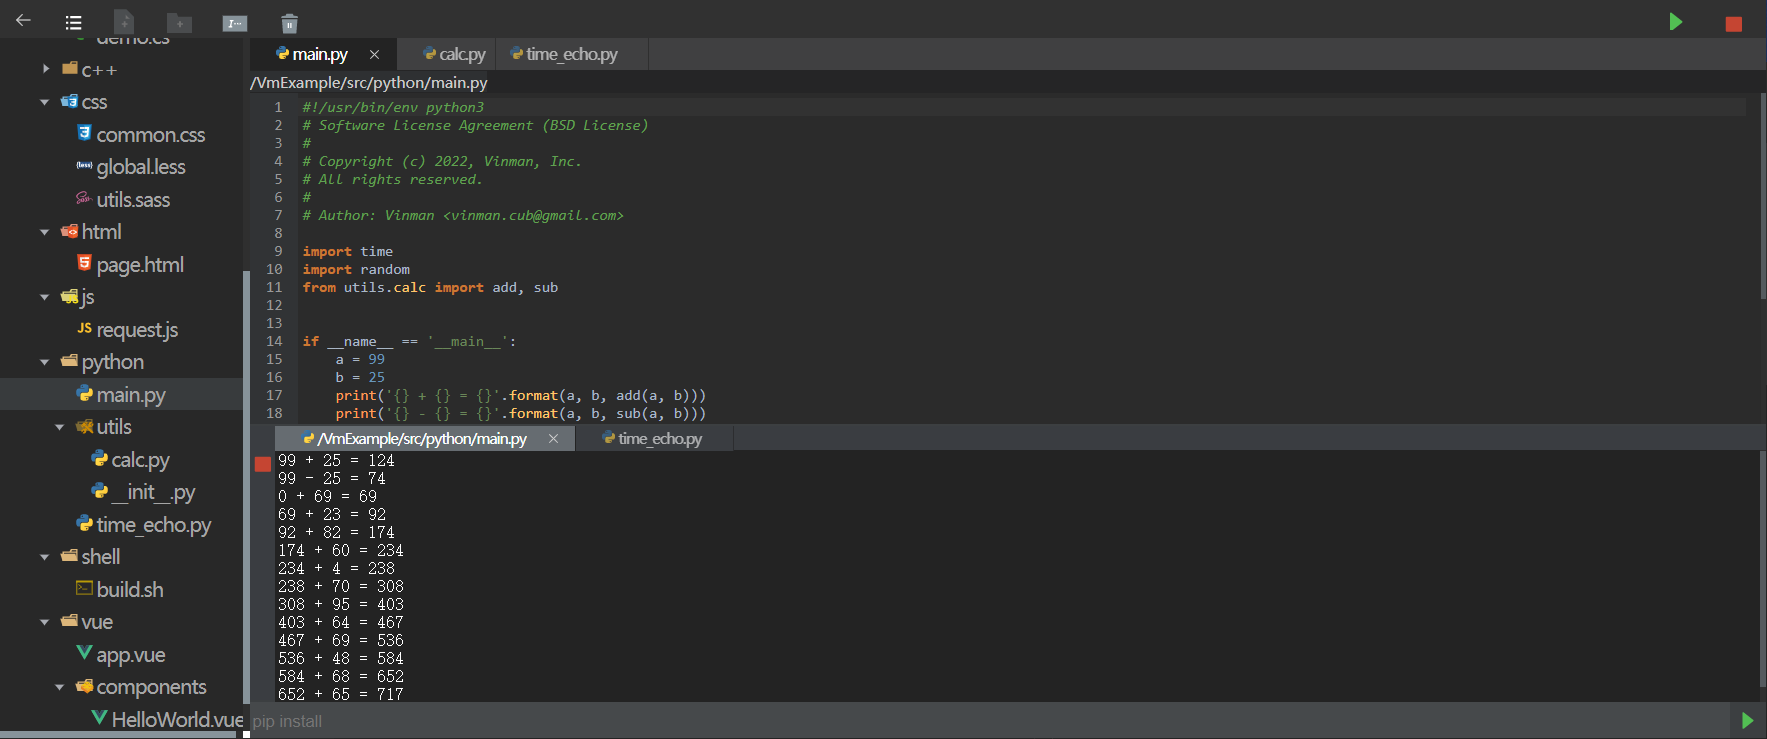 demo.cs
c++
css
common.css
global.less
utils.sass
html
page.html
js
request.js
python
main.py
utils
calc.py
__init__.py
time_echo.py
shell
build.sh
vue
app.vue
components
HelloWorld.vue
main.py
calc.py
time_echo.py
/VmExample/src/python/main.py
1 #!/usr/bin/env python3
2 # Software License Agreement (BSD License)
3 #
4 # Copyright (c) 2022, Vinman, Inc.
5 # All rights reserved.
6 #
7 # Author: Vinman <vinman.cub@gmail.com>
8
9 import time
10 import random
11 from utils.calc import add, sub
12
13
14 if __name__ == '__main__':
15 a = 99
16 b = 25
17 print('{} + {} = {}'.format(a, b, add(a, b)))
18 print('{} - {} = {}'.format(a, b, sub(a, b)))
/VmExample/src/python/main.py
time_echo.py
99 + 25 = 124
99 - 25 = 74
0 + 69 = 69
69 + 23 = 92
92 + 82 = 174
174 + 60 = 234
234 + 4 = 238
238 + 70 = 308
308 + 95 = 403
403 + 64 = 467
467 + 69 = 536
536 + 48 = 584
584 + 68 = 652
652 + 65 = 717
pip install